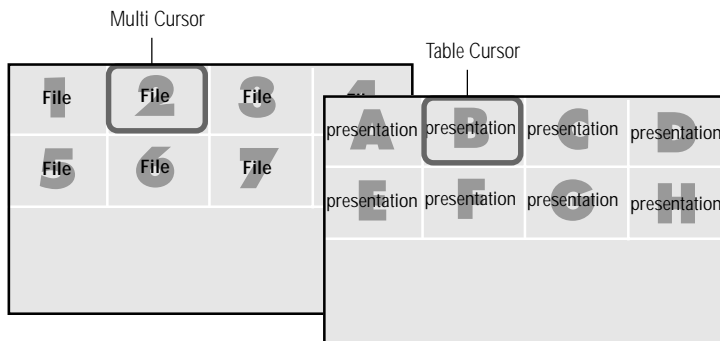 Multi Cursor
1 File 2 File 3 File 4
5 File 6 File 7 File
Table Cursor
A presentation B presentation C presentation D presentation
E presentation F presentation G presentation H presentation